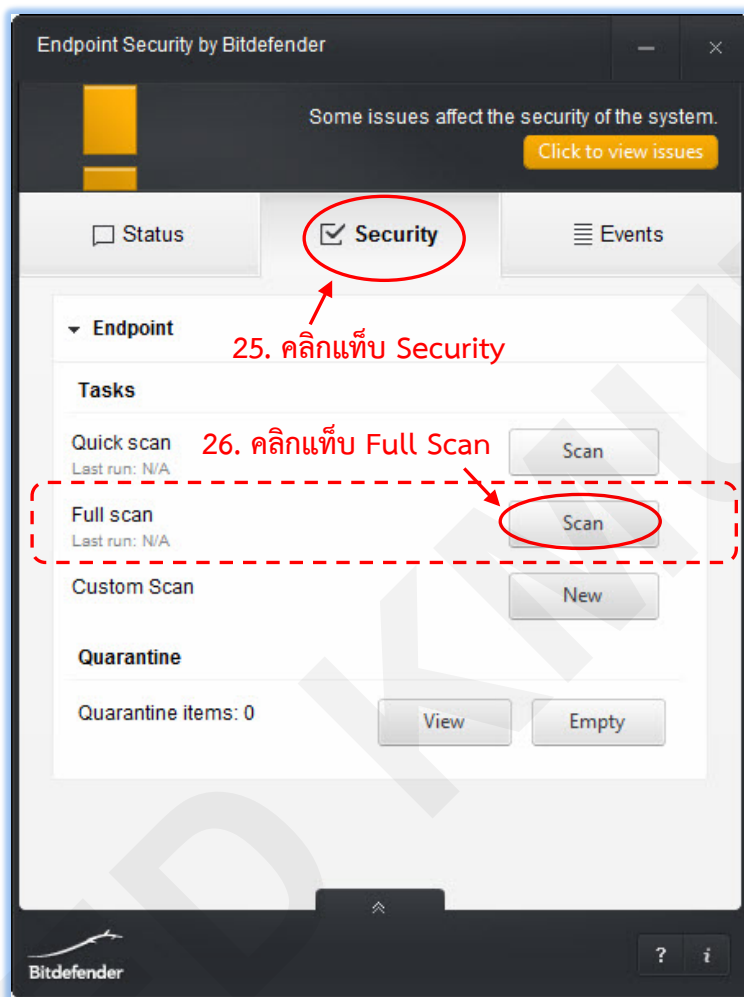 Endpoint Security by Bitdefender
Some issues affect the security of the system.
Click to view issues
Status
Security
Events
Endpoint
25. คลิกแท็บ Security
Tasks
Quick scan
Last run: N/A
26. คลิกแท็บ Full Scan
Scan
Full scan
Last run: N/A
Scan
Custom Scan
New
Quarantine
Quarantine items: 0
View
Empty
Bitdefender
? i